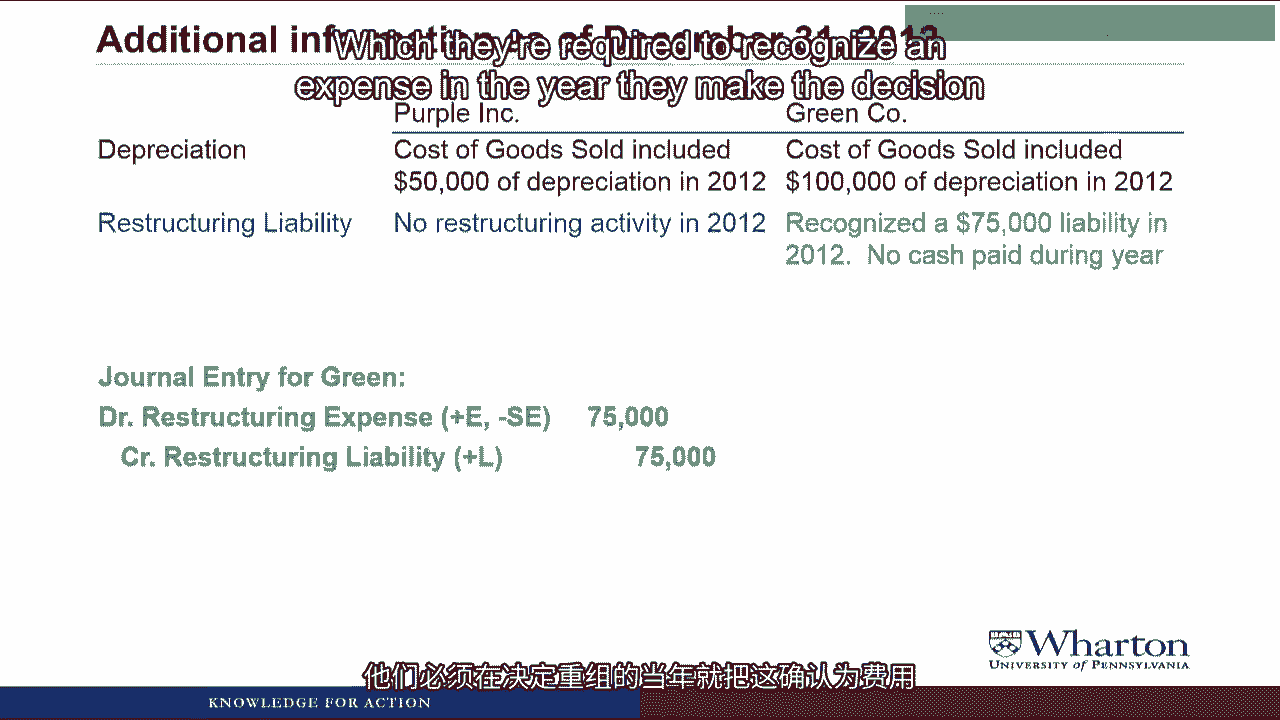 Additional information as of December 31, 2012
Which they're required to recognize an
expense in the year they make the decision
Purple Inc. Green Co.
Depreciation Cost of Goods Sold included Cost of Goods Sold included
$50,000 of depreciation in 2012 $100,000 of depreciation in 2012
Restructuring Liability No restructuring activity in 2012 Recognized a $75,000 liability in
2012. No cash paid during year
Journal Entry for Green:
Dr. Restructuring Expense (+E, -SE) 75,000
Cr. Restructuring Liability (+L) 75,000
Wharton
UNIVERSITY of PENNSYLVANIA
他们必须在决定重组的当年就把这确认为费用
KNOWLEDGE FOR ACTION